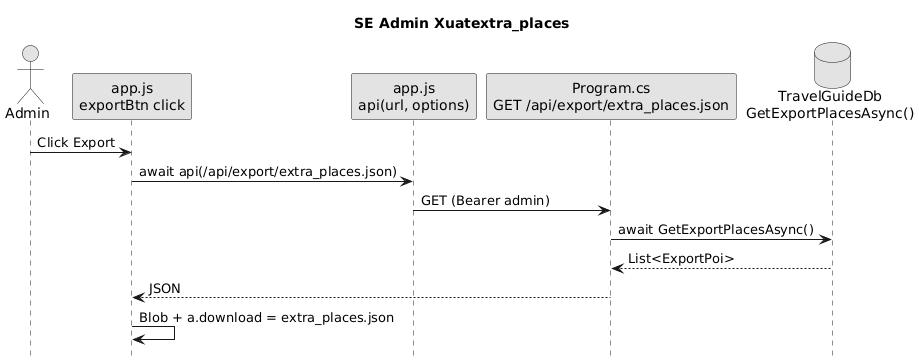 SE Admin Xuatextra_places
Admin
app.js
exportBtn click
app.js
api(url, options)
Program.cs
GET /api/export/extra_places.json
TravelGuideDb
GetExportPlacesAsync()
Click Export
await api(/api/export/extra_places.json)
GET (Bearer admin)
await GetExportPlacesAsync()
List<ExportPoi>
JSON
Blob + a.download = extra_places.json